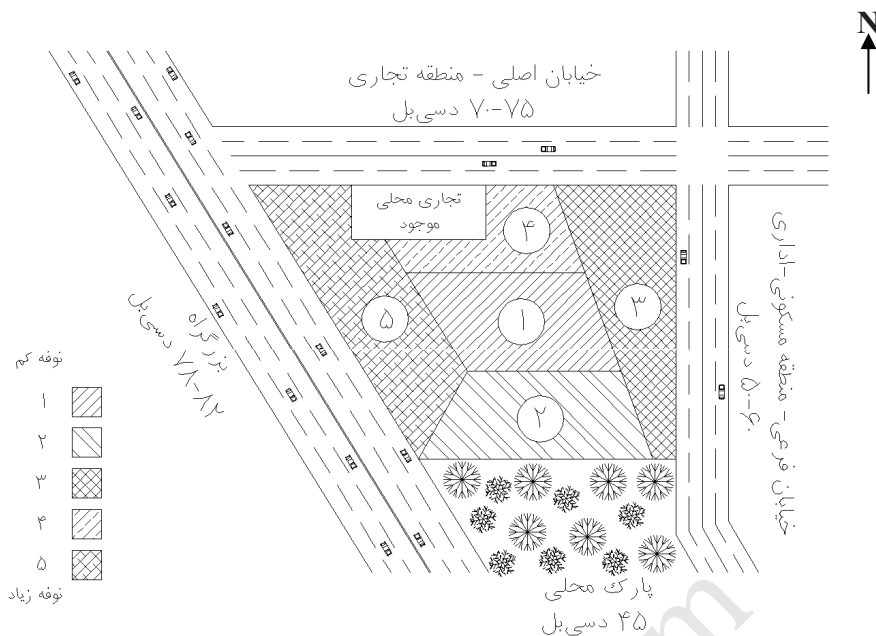 N
خیابان اصلی - منطقه تجاری
۷۰-۷۵ دسی‌بل
تجاری محلی
موجود
۴
۳
۱
۵
۲
خیابان فرعی- منطقه مسکونی-اداری
۵۰-۶۰ دسی‌بل
بزرگراه
۷۸-۸۲ دسی‌بل
نوفه کم
۱
۲
۳
۴
۵
نوفه زیاد
پارک محلی
۴۵ دسی‌بل
m